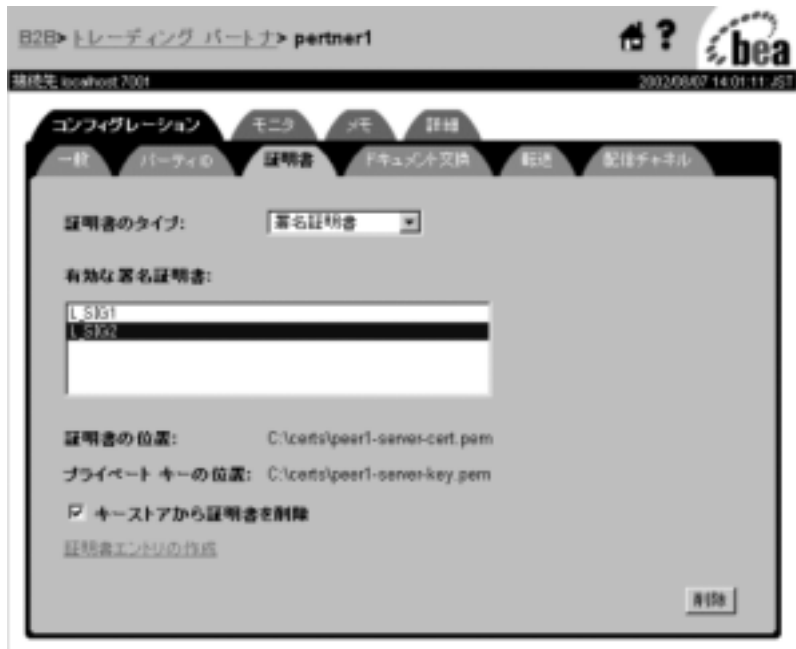 B2B> トレーディング パートナ> pertner1
? bea
接続先 localhost:7001 2002/08/07 14:01:11 JST
コンフィグレーション モニタ メモ 詳細
一般 パーティ ID 証明書 ドキュメント交換 転送 配信チャネル
証明書のタイプ: 署名証明書
有効な署名証明書:
L_SIG1
L_SIG2
証明書の位置: C:\certs\peer1-server-cert.pem
プライベート キーの位置: C:\certs\peer1-server-key.pem
キーストアから証明書を削除
証明書エントリの作成
削除